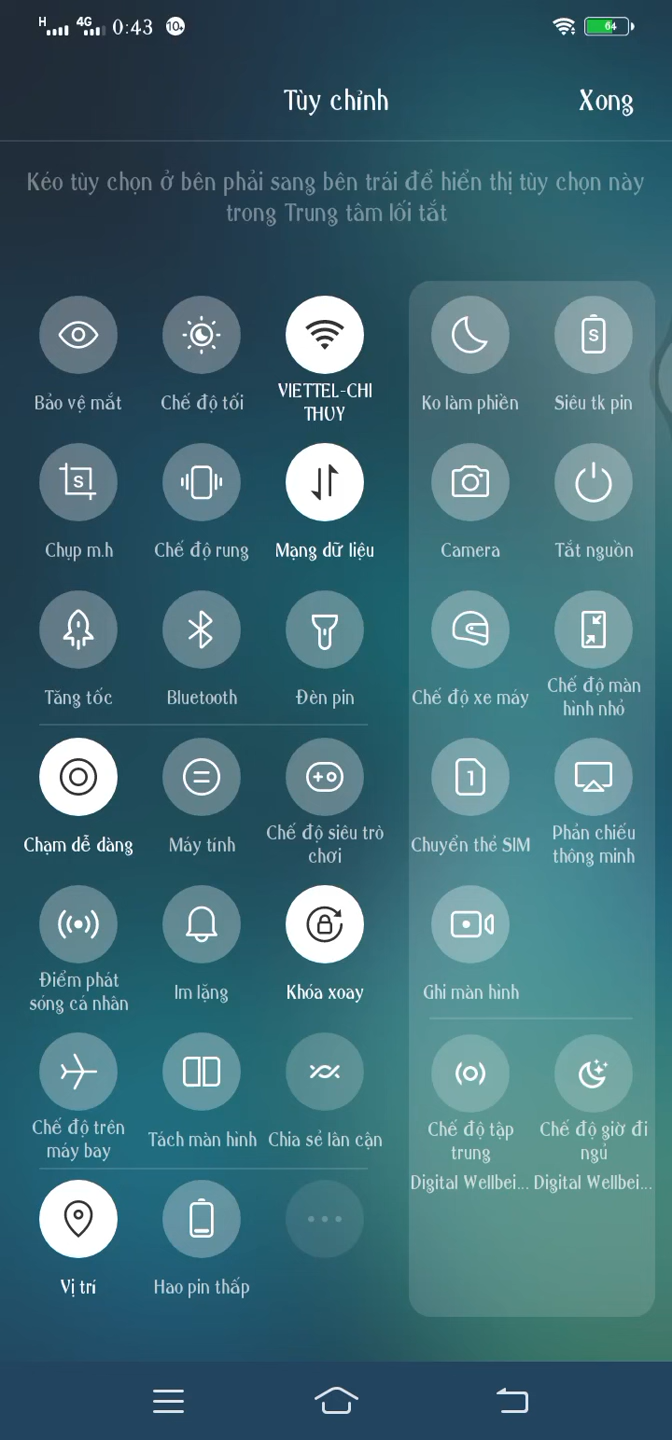 H 4G 0:43 10+ 64
Tùy chỉnh Xong
Kéo tùy chọn ở bên phải sang bên trái để hiển thị tùy chọn này
trong Trung tâm lối tắt
Bảo vệ mắt
Chế độ tối
VIETTEL-CHI
THUY
Ko làm phiền
S
Siêu tk pin
S
Chụp m.h
Chế độ rung
Mạng dữ liệu
Camera
Tắt nguồn
Tăng tốc
Bluetooth
Đèn pin
Chế độ xe máy
Chế độ màn
hình nhỏ
Chạm dễ dàng
Máy tính
Chế độ siêu trò
chơi
1
Chuyển thẻ SIM
Phản chiếu
thông minh
Điểm phát
sóng cá nhân
Im lặng
Khóa xoay
Ghi màn hình
Chế độ trên
máy bay
Tách màn hình
Chia sẻ lân cận
Chế độ tập
trung
Digital Wellbei...
Chế độ giờ đi
ngủ
Digital Wellbei...
Vị trí
Hao pin thấp